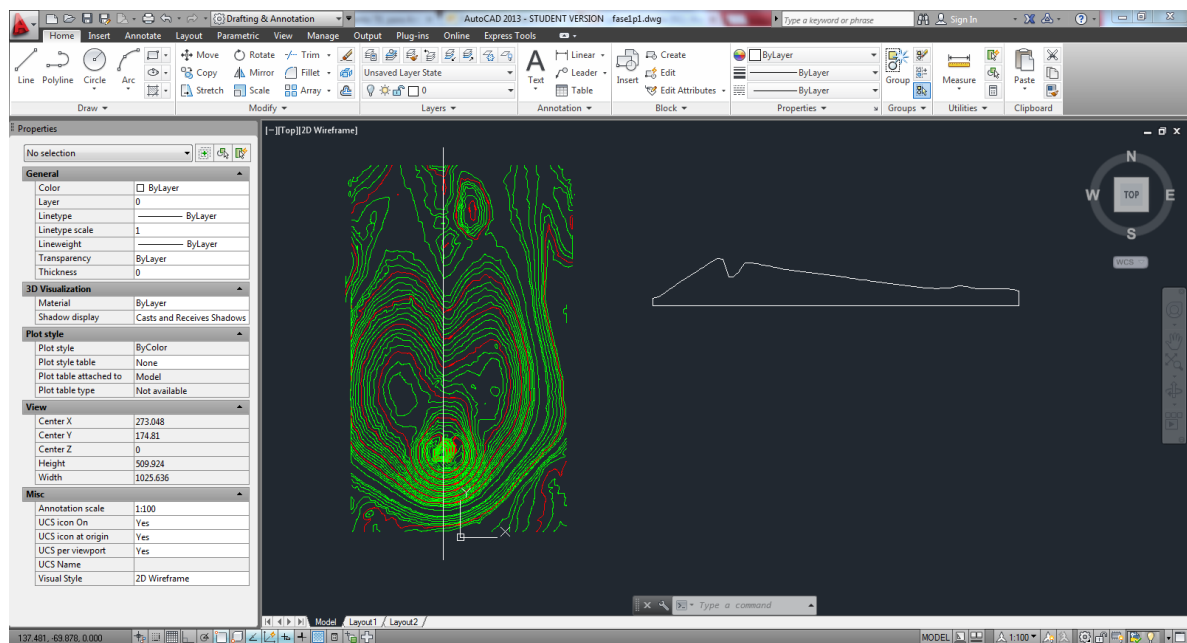 Drafting & Annotation
AutoCAD 2013 - STUDENT VERSION fase1p1.dwg
Type a keyword or phrase
Sign In
Home Insert Annotate Layout Parametric View Manage Output Plug-ins Online Express Tools
Line Polyline Circle Arc
Move Rotate Trim
Copy Mirror Fillet
Stretch Scale Array
Unsaved Layer State
0
Text
Linear
Leader
Table
Insert
Create
Edit
Edit Attributes
ByLayer
ByLayer
ByLayer
Group
Measure
Paste
Draw Modify Layers Annotation Block Properties Groups Utilities Clipboard
Properties
No selection
General
Color ByLayer
Layer 0
Linetype ByLayer
Linetype scale 1
Lineweight ByLayer
Transparency ByLayer
Thickness 0
3D Visualization
Material ByLayer
Shadow display Casts and Receives Shadows
Plot style
Plot style ByColor
Plot style table None
Plot table attached to Model
Plot table type Not available
View
Center X 273.048
Center Y 174.81
Center Z 0
Height 509.924
Width 1025.636
Misc
Annotation scale 1:100
UCS icon On Yes
UCS icon at origin Yes
UCS per viewport Yes
UCS Name
Visual Style 2D Wireframe
[−][Top][2D Wireframe]
N
W TOP E
S
WCS
Y
X
Type a command
Model Layout1 Layout2
137.481, -69.878, 0.000
MODEL
1:100